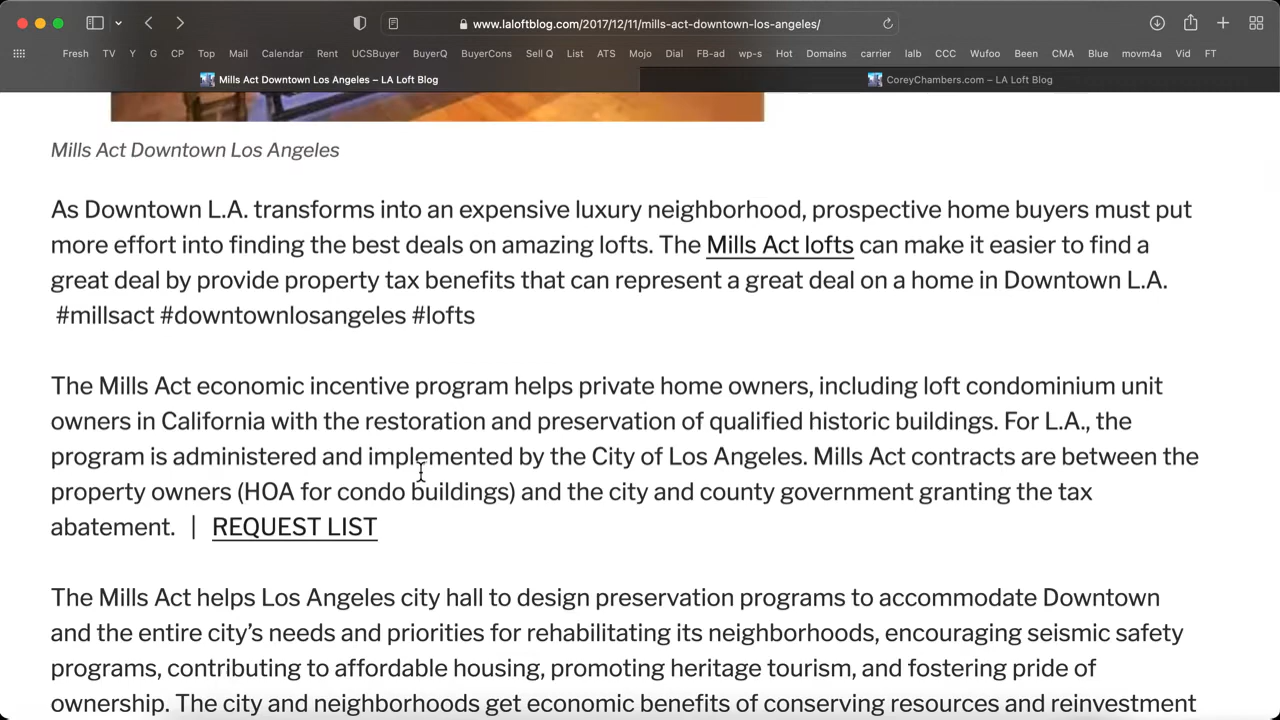 www.laloftblog.com/2017/12/11/mills-act-downtown-los-angeles/
Fresh TV Y G CP Top Mail Calendar Rent UCSBuyer BuyerQ BuyerCons Sell Q List ATS Mojo Dial FB-ad wp-s Hot Domains carrier lalb CCC Wufoo Been CMA Blue movm4a Vid FT
Mills Act Downtown Los Angeles – LA Loft Blog
CoreyChambers.com – LA Loft Blog
Mills Act Downtown Los Angeles
As Downtown L.A. transforms into an expensive luxury neighborhood, prospective home buyers must put
more effort into finding the best deals on amazing lofts. The Mills Act lofts can make it easier to find a
great deal by provide property tax benefits that can represent a great deal on a home in Downtown L.A.
#millsact #downtownlosangeles #lofts
The Mills Act economic incentive program helps private home owners, including loft condominium unit
owners in California with the restoration and preservation of qualified historic buildings. For L.A., the
program is administered and implemented by the City of Los Angeles. Mills Act contracts are between the
property owners (HOA for condo buildings) and the city and county government granting the tax
abatement. | REQUEST LIST
The Mills Act helps Los Angeles city hall to design preservation programs to accommodate Downtown
and the entire city's needs and priorities for rehabilitating its neighborhoods, encouraging seismic safety
programs, contributing to affordable housing, promoting heritage tourism, and fostering pride of
ownership. The city and neighborhoods get economic benefits of conserving resources and reinvestment